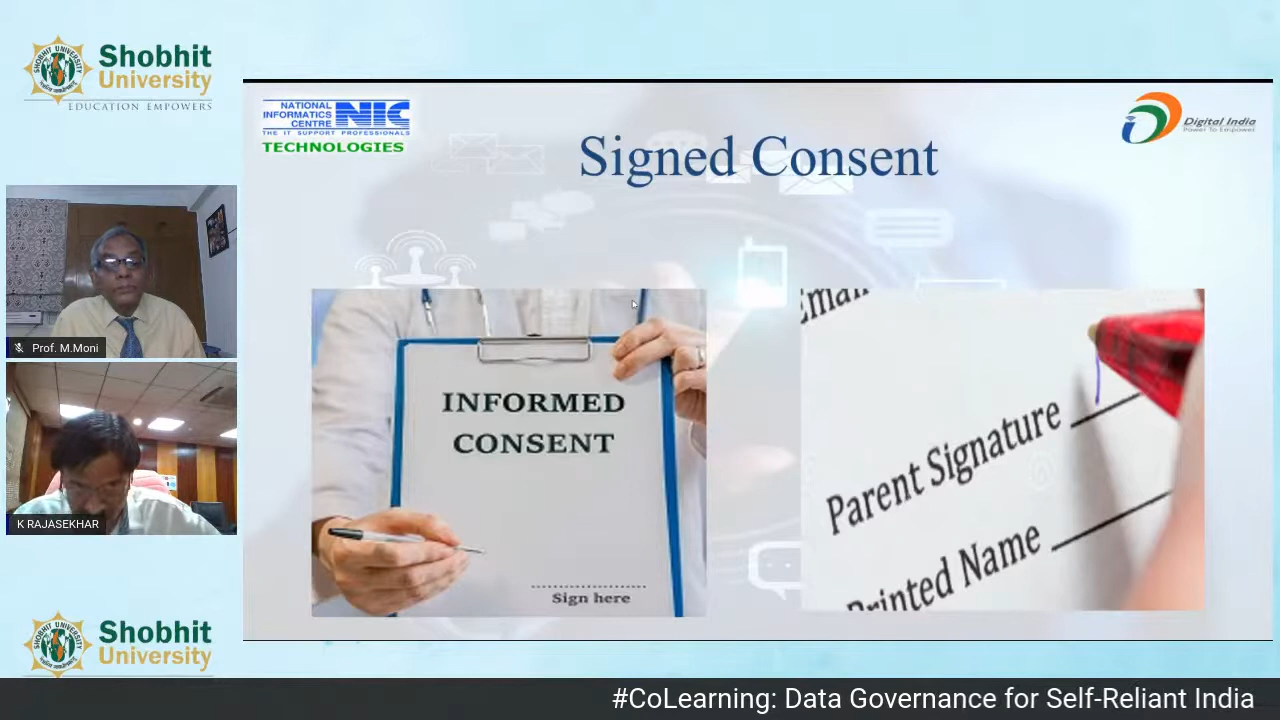 Shobhit
University
EDUCATION EMPOWERS
NATIONAL
INFORMATICS
CENTRE
NIC
THE IT SUPPORT PROFESSIONALS
TECHNOLOGIES
Digital India
Power To Empower
Signed Consent
Prof. M.Moni
K RAJASEKHAR
INFORMED
CONSENT
Sign here
Email
Parent Signature
Printed Name
Shobhit
University
#CoLearning: Data Governance for Self-Reliant India